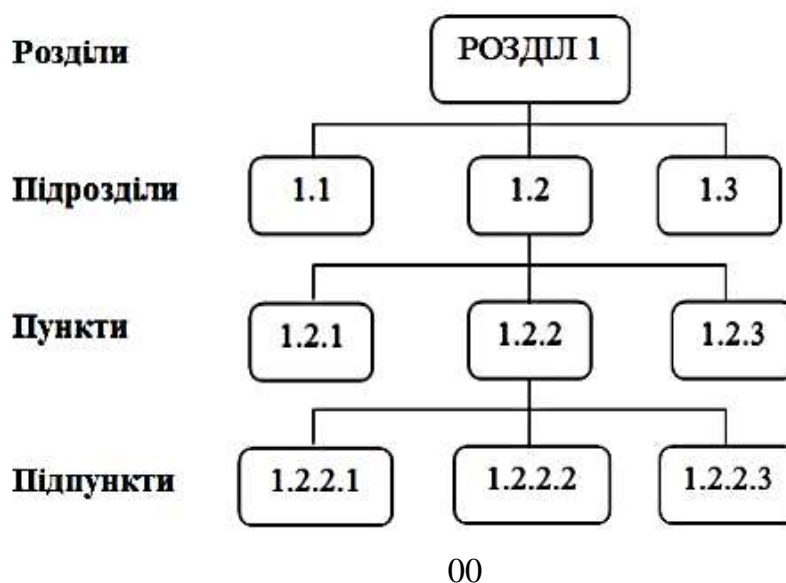 Розділи РОЗДІЛ 1
Підрозділи 1.1 1.2 1.3
Пункти 1.2.1 1.2.2 1.2.3
Підпункти 1.2.2.1 1.2.2.2 1.2.2.3
00